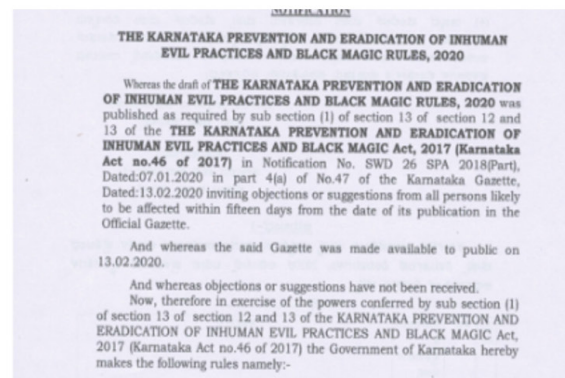 NOTIFICATION
THE KARNATAKA PREVENTION AND ERADICATION OF INHUMAN
EVIL PRACTICES AND BLACK MAGIC RULES, 2020
Whereas the draft of THE KARNATAKA PREVENTION AND ERADICATION
OF INHUMAN EVIL PRACTICES AND BLACK MAGIC RULES, 2020 was
published as required by sub section (1) of section 13 of section 12 and
13 of the THE KARNATAKA PREVENTION AND ERADICATION OF
INHUMAN EVIL PRACTICES AND BLACK MAGIC Act, 2017 (Karnataka
Act no.46 of 2017) in Notification No. SWD 26 SPA 2018(Part),
Dated:07.01.2020 in part 4(a) of No.47 of the Karnataka Gazette,
Dated:13.02.2020 inviting objections or suggestions from all persons likely
to be affected within fifteen days from the date of its publication in the
Official Gazette.
And whereas the said Gazette was made available to public on
13.02.2020.
And whereas objections or suggestions have not been received.
Now, therefore in exercise of the powers conferred by sub section (1)
of section 13 of section 12 and 13 of the KARNATAKA PREVENTION AND
ERADICATION OF INHUMAN EVIL PRACTICES AND BLACK MAGIC Act,
2017 (Karnataka Act no.46 of 2017) the Government of Karnataka hereby
makes the following rules namely:-